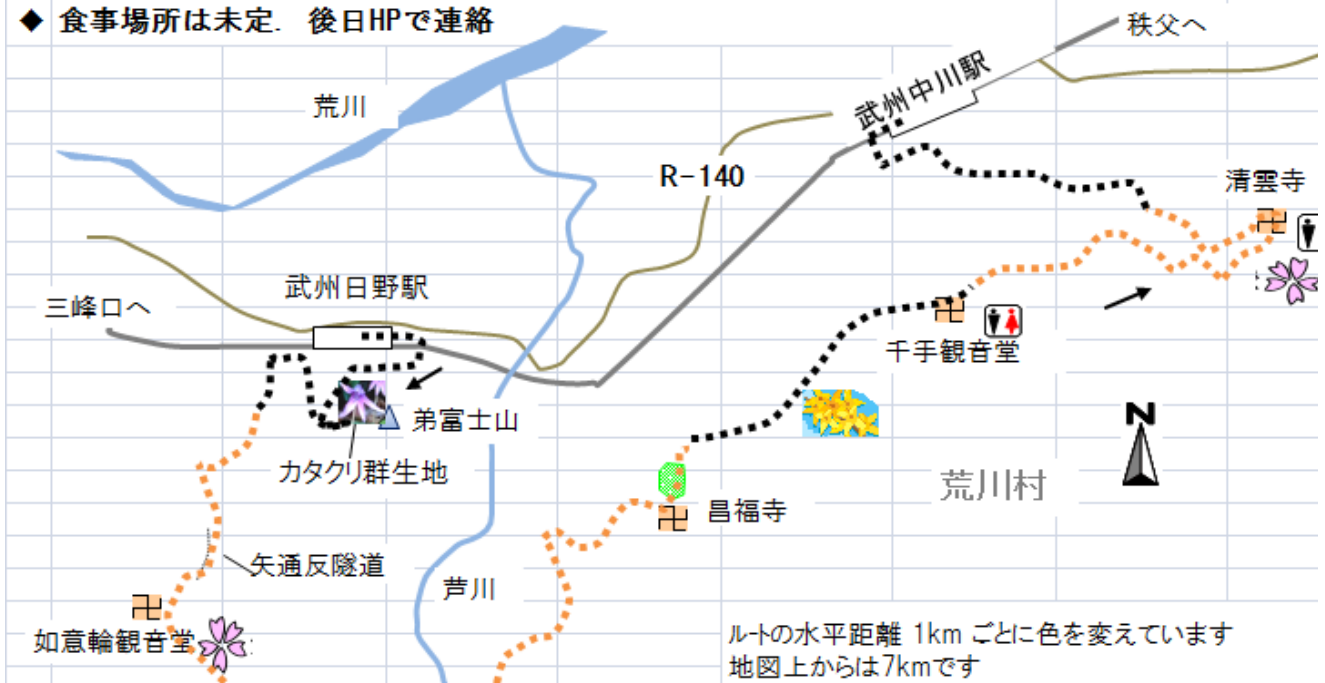 ◆ 食事場所は未定. 後日HPで連絡
秩父へ
荒川
武州中川駅
R-140
清雲寺
武州日野駅
三峰口へ
千手観音堂
弟富士山
N
カタクリ群生地
荒川村
昌福寺
矢通反隧道
芦川
如意輪観音堂
ルートの水平距離 1km ごとに色を変えています
地図上からは7kmです